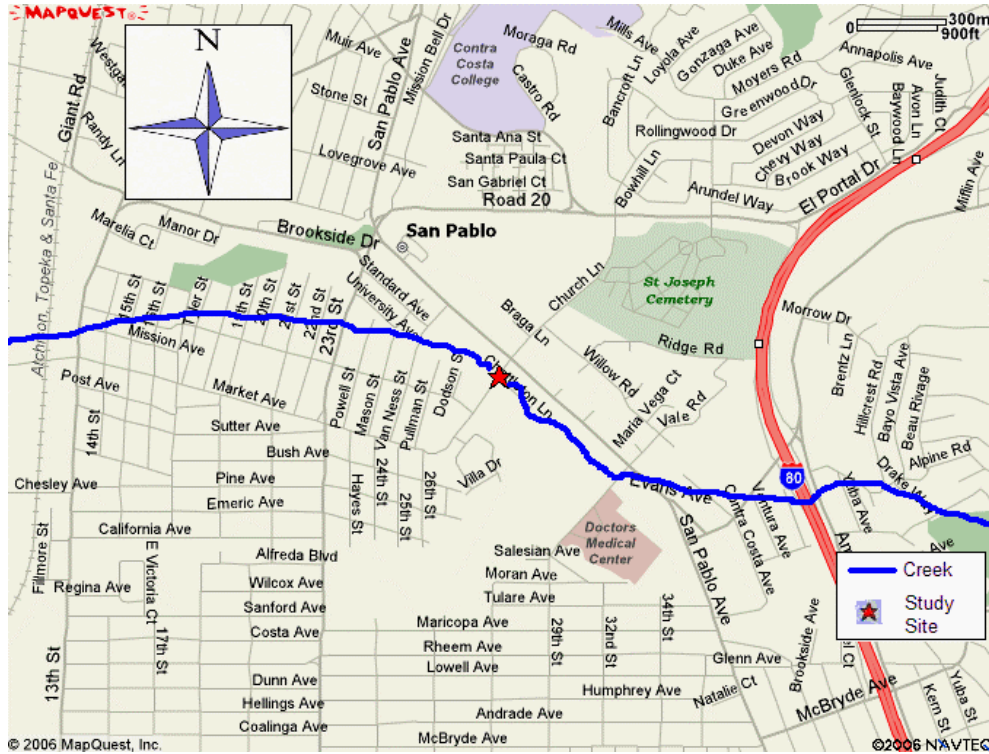 MAPQUEST
300m
900ft
N
Giant Rd
Randy Ln
Muir Ave
Stone St
Lovegrove Ave
San Pablo Ave
Mission Bell Dr
Contra
Costa
College
Moraga Rd
Castro Rd
Mills Ave
Loyola Ave
Gonzaga Ave
Duke Ave
Moyers Rd
Annapolis Ave
Bancroft Ln
Greenwood Dr
Glenlock St
Baywood Ln
Avon Ln
Judith Ct
Rollingwood Dr
Devon Way
Chevy Way
Brook Way
Santa Ana St
Santa Paula Ct
San Gabriel Ct
Road 20
Bowhill Ln
Arundel Way
El Portal Dr
Miflin Ave
Atchison, Topeka & Santa Fe
Marelia Ct
Manor Dr
Brookside Dr
San Pablo
Standard Ave
University Ave
Church Ln
Braga Ln
St Joseph
Cemetery
Ridge Rd
Morrow Dr
15th St
16th St
20th St
21st St
22nd St
23rd St
Mission Ave
Post Ave
Market Ave
14th St
Sutter Ave
Bush Ave
Powell St
Mason St
Van Ness St
Pullman St
Dodson St
Willow Rd
Maria Vega Ct
Vale Rd
Brentz Ln
Hillcrest Rd
Bayo Vista Ave
Beau Rivage
Alpine Rd
Drake Way
Chesley Ave
Pine Ave
Emeric Ave
Hayes St
24th St
25th St
26th St
Villa Dr
Evans Ave
80
Yuba Ave
Ventura Ave
Contra Costa Ave
San Pablo Ave
Doctors
Medical
Center
Fillmore St
California Ave
E Victoria Ct
Alfreda Blvd
Salesian Ave
Ave
Regina Ave
Wilcox Ave
Moran Ave
Tulare Ave
Sanford Ave
17th St
Costa Ave
Maricopa Ave
Rheem Ave
Lowell Ave
29th St
32nd St
34th St
Creek
Study
Site
13th St
Dunn Ave
Hellings Ave
Coalinga Ave
Humphrey Ave
Andrade Ave
McBryde Ave
Glenn Ave
Natalie Ct
Brookside Ave
McBryde Ave
Kern St
Yuba St
© 2006 MapQuest, Inc.
©2006 NAVTEQ